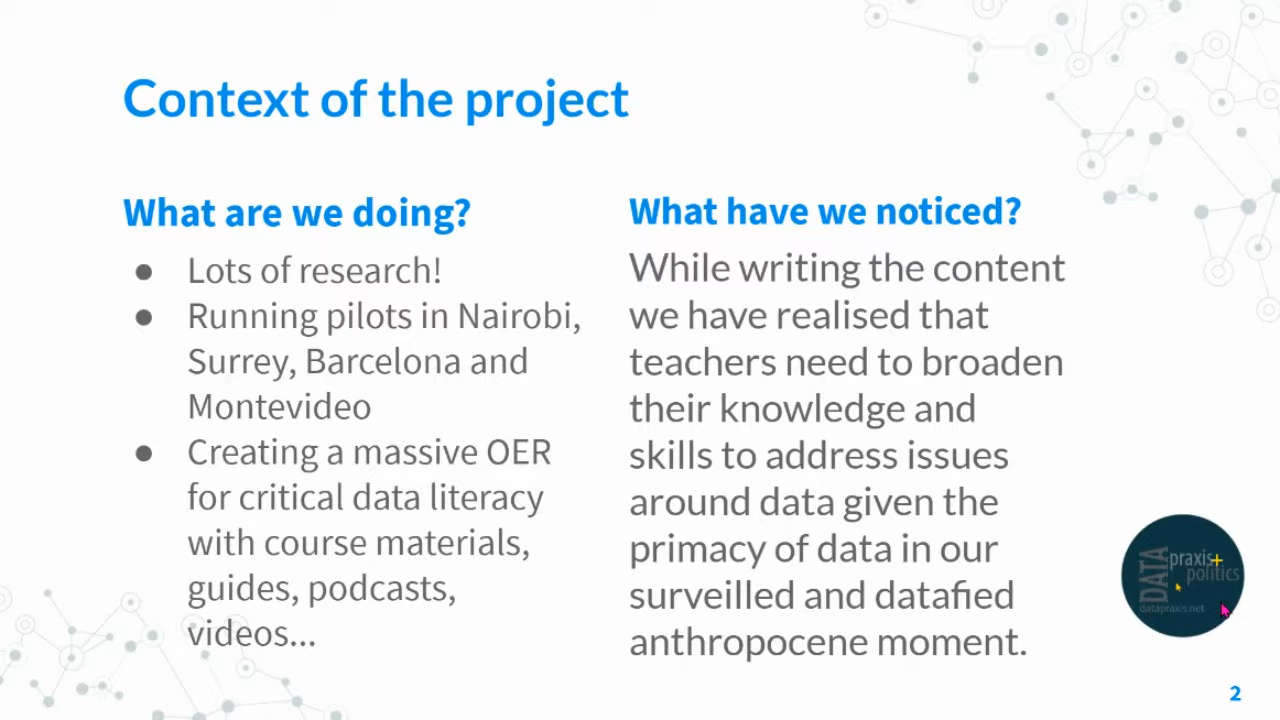 Context of the project
What are we doing?
● Lots of research!
● Running pilots in Nairobi,
Surrey, Barcelona and
Montevideo
● Creating a massive OER
for critical data literacy
with course materials,
guides, podcasts,
videos...
What have we noticed?
While writing the content
we have realised that
teachers need to broaden
their knowledge and
skills to address issues
around data given the
primacy of data in our
surveilled and datafied
anthropocene moment.
DATA
praxis+
politics
datapraxis.net
2